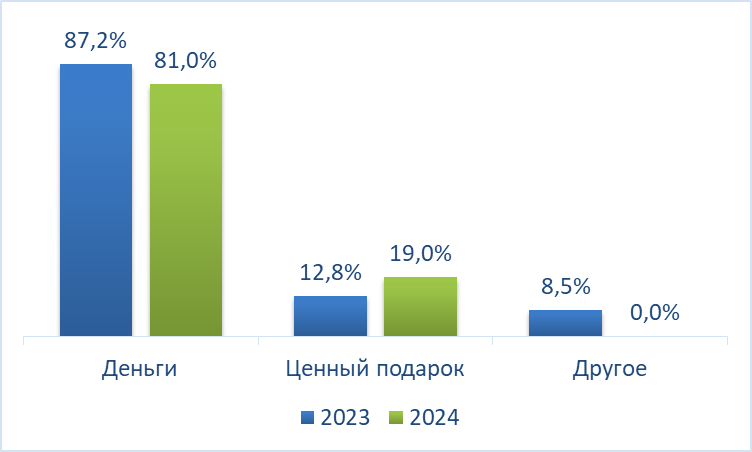 87,2%
81,0%
12,8%
19,0%
8,5%
0,0%
Деньги
Ценный подарок
Другое
2023
2024